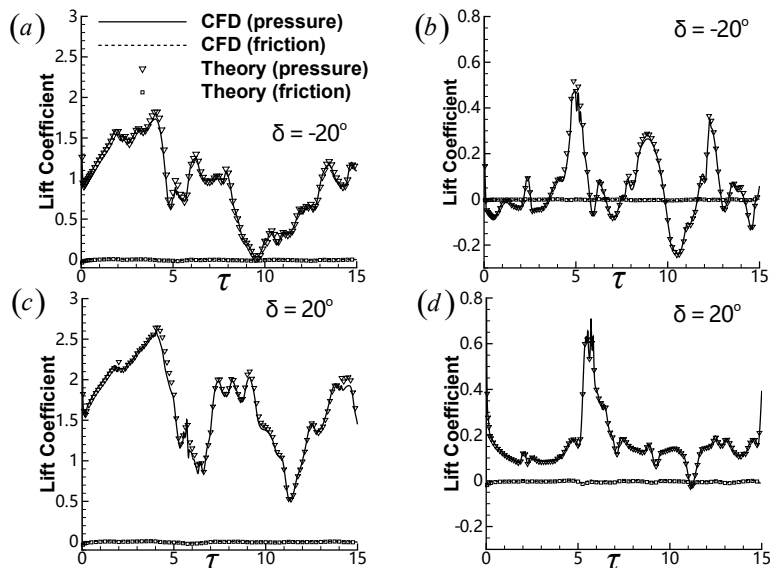 (a)
3
2.5
2
1.5
1
0.5
0
Lift Coefficient
CFD (pressure)
CFD (friction)
Theory (pressure)
Theory (friction)
δ = -20°
0 5 10 15
τ
(b)
0.8
0.6
0.4
0.2
0
-0.2
Lift Coefficient
δ = -20°
0 5 10 15
τ
(c)
3
2.5
2
1.5
1
0.5
0
Lift Coefficient
δ = 20°
0 5 10 15
τ
(d)
0.8
0.6
0.4
0.2
0
-0.2
Lift Coefficient
δ = 20°
0 5 10 15
τ